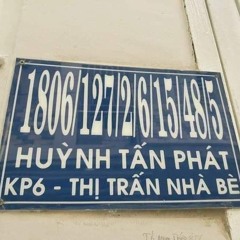 1806/127/2/6/15/48/5
HUỲNH TẤN PHÁT
KP6 - THỊ TRẤN NHÀ BÈ